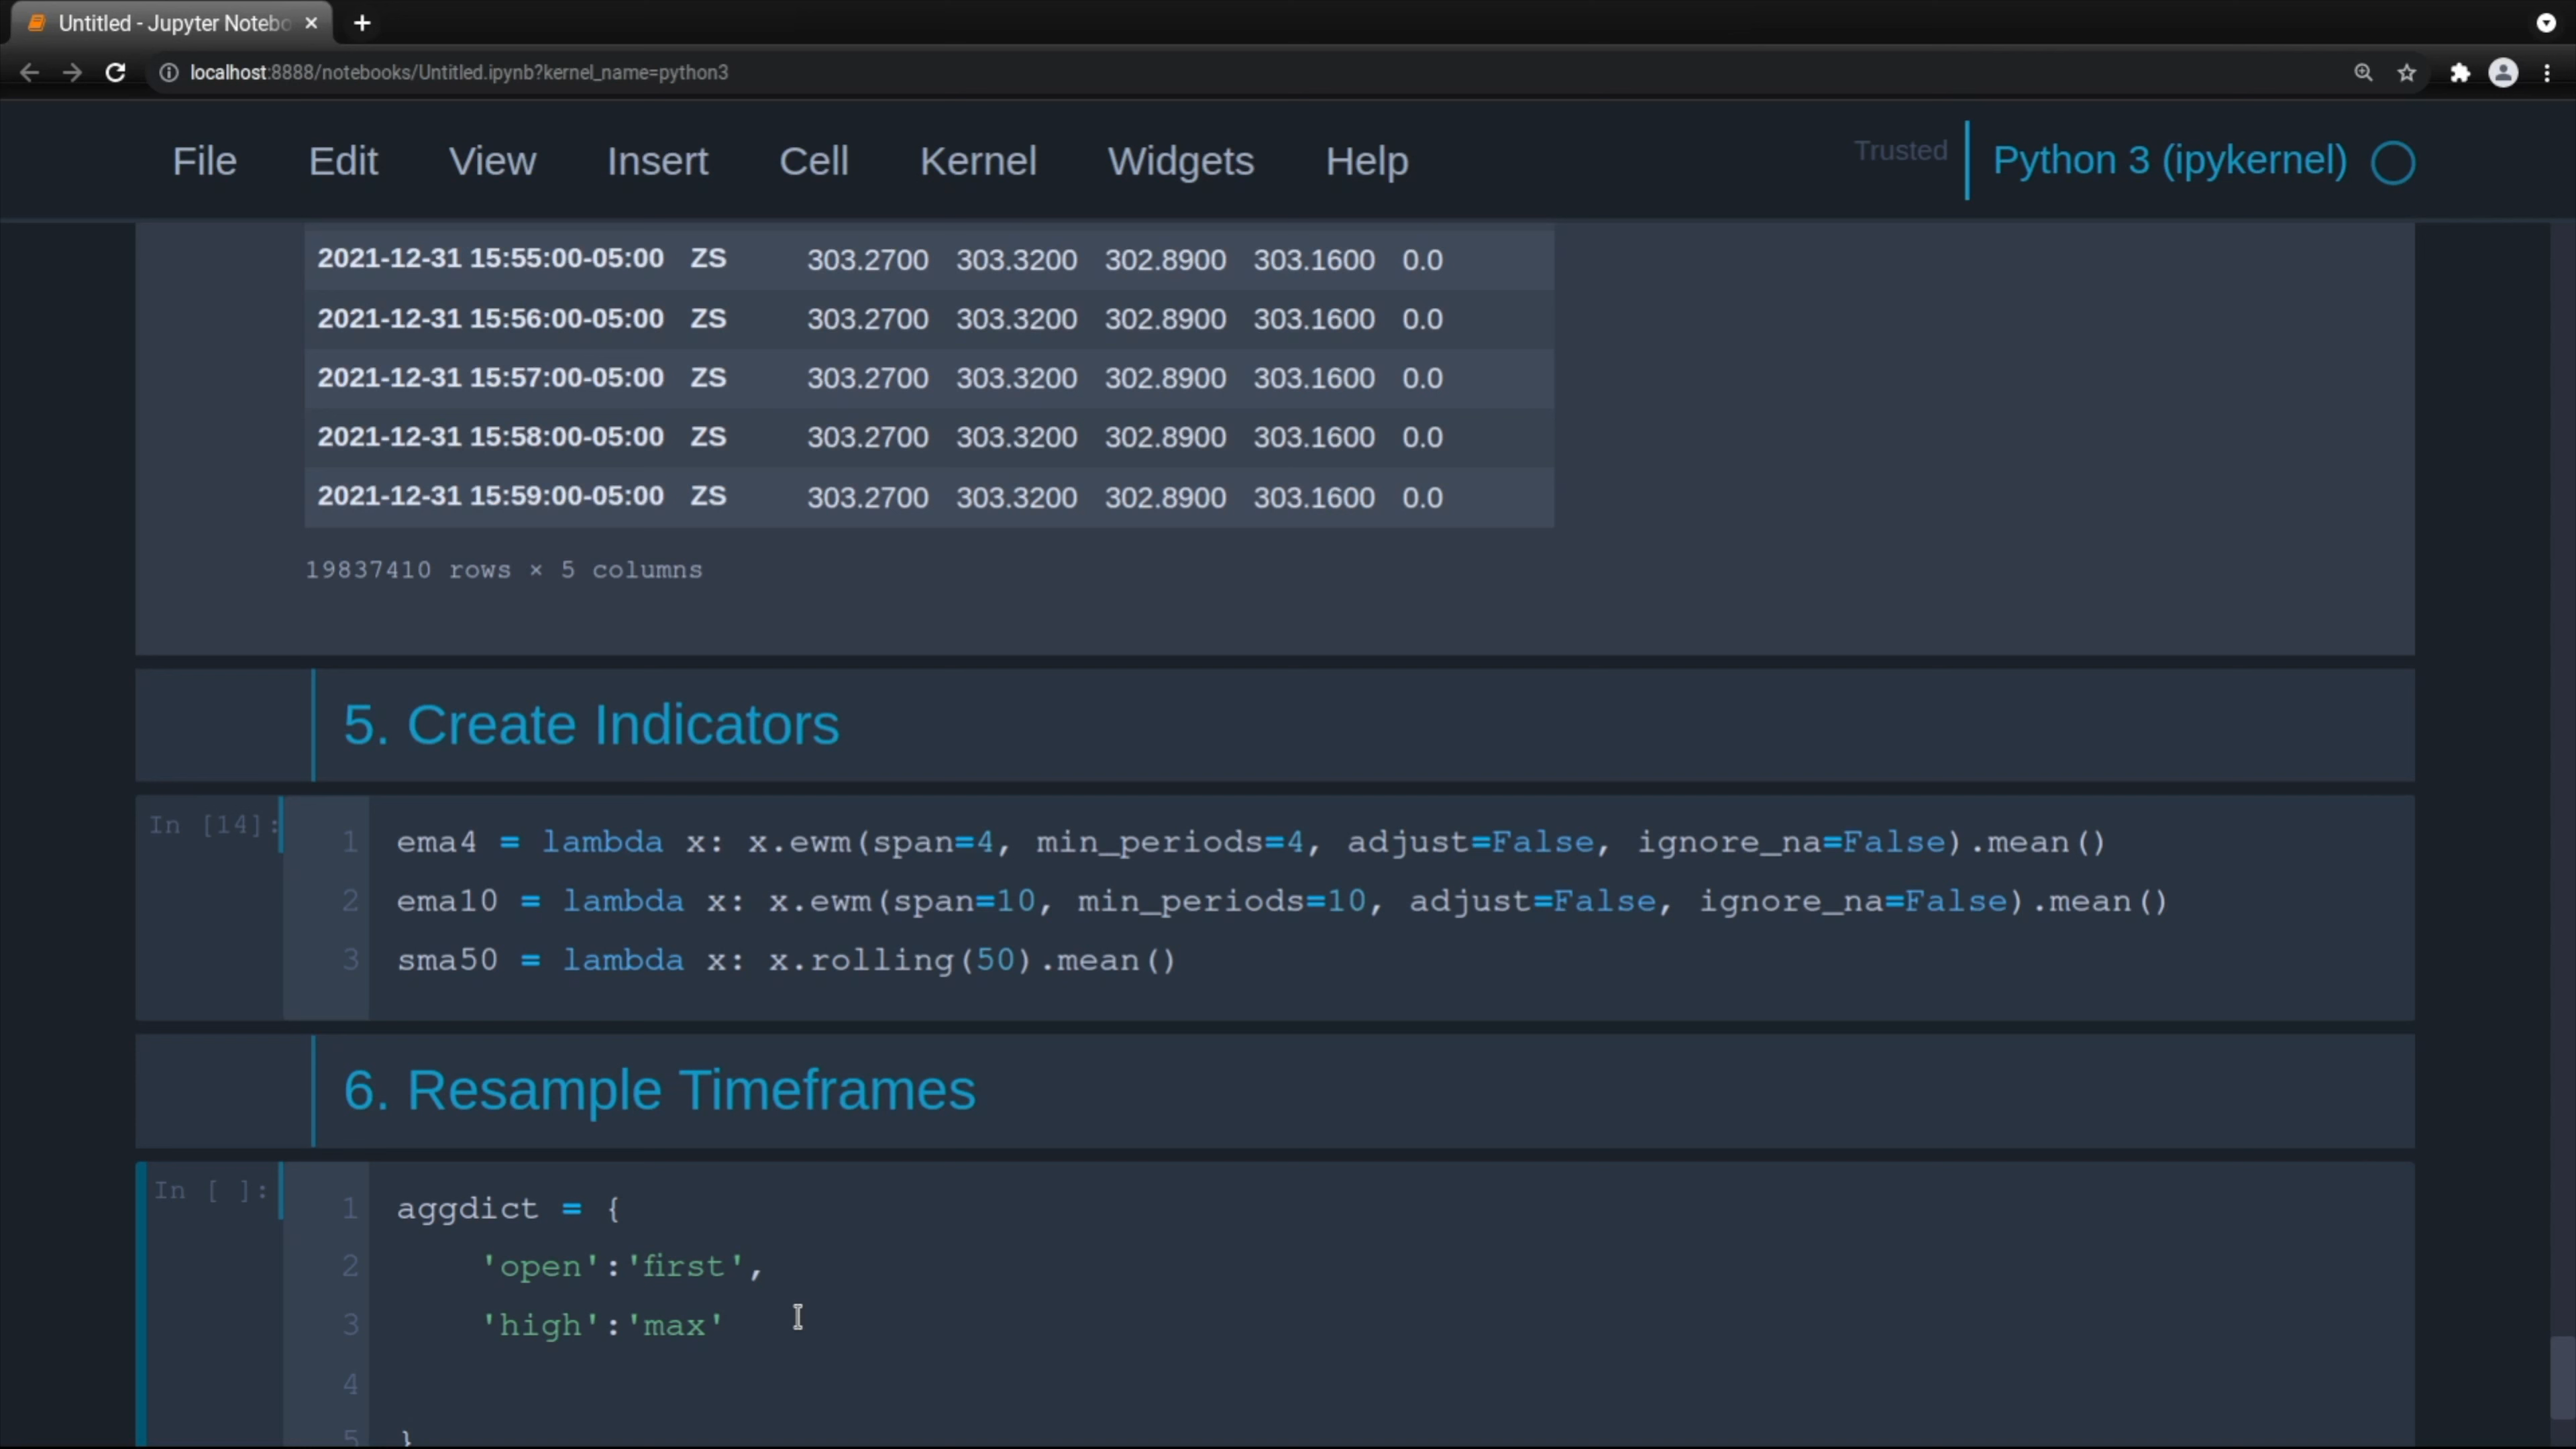 Untitled - Jupyter Notebo
localhost:8888/notebooks/Untitled.ipynb?kernel_name=python3
File Edit View Insert Cell Kernel Widgets Help Trusted Python 3 (ipykernel)
2021-12-31 15:55:00-05:00 ZS 303.2700 303.3200 302.8900 303.1600 0.0
2021-12-31 15:56:00-05:00 ZS 303.2700 303.3200 302.8900 303.1600 0.0
2021-12-31 15:57:00-05:00 ZS 303.2700 303.3200 302.8900 303.1600 0.0
2021-12-31 15:58:00-05:00 ZS 303.2700 303.3200 302.8900 303.1600 0.0
2021-12-31 15:59:00-05:00 ZS 303.2700 303.3200 302.8900 303.1600 0.0
19837410 rows × 5 columns
5. Create Indicators
In [14]:
1 ema4 = lambda x: x.ewm(span=4, min_periods=4, adjust=False, ignore_na=False).mean()
2 ema10 = lambda x: x.ewm(span=10, min_periods=10, adjust=False, ignore_na=False).mean()
3 sma50 = lambda x: x.rolling(50).mean()
6. Resample Timeframes
In [ ]:
1 aggdict = {
2 'open':'first',
3 'high':'max'
4
5 }